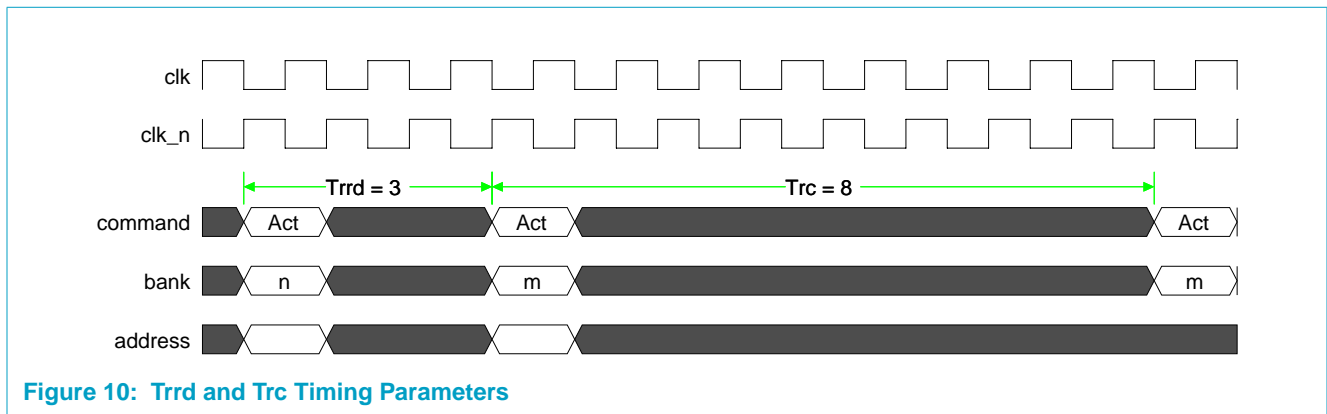 clk
clk_n
Trrd = 3 Trc = 8
command Act Act Act
bank n m m
address
Figure 10: Trrd and Trc Timing Parameters